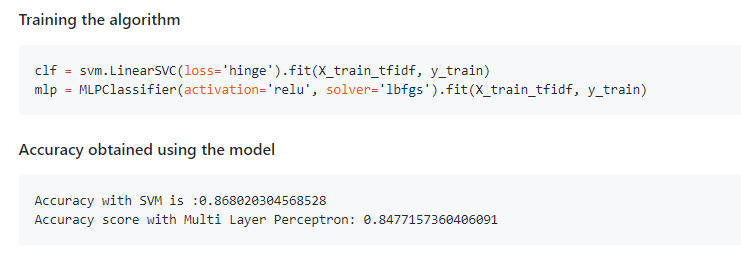 Training the algorithm
clf = svm.LinearSVC(loss='hinge').fit(X_train_tfidf, y_train)
mlp = MLPClassifier(activation='relu', solver='lbfgs').fit(X_train_tfidf, y_train)
Accuracy obtained using the model
Accuracy with SVM is :0.868020304568528
Accuracy score with Multi Layer Perceptron: 0.8477157360406091